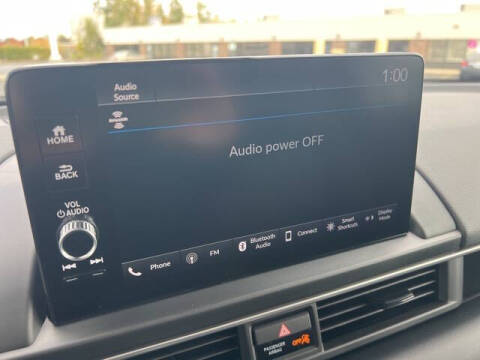 Audio
Source
1:00
HOME
BACK
VOL
AUDIO
Audio power OFF
Phone
FM
Bluetooth
Audio
Connect
Smart
Shortcuts
Display
Mode
PASSENGER
AIRBAG
OFF